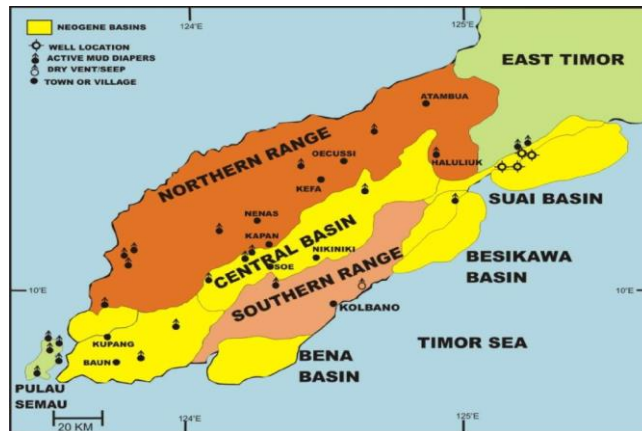 NEOGENE BASINS
WELL LOCATION
ACTIVE MUD DIAPERS
DRY VENT/SEEP
TOWN OR VILLAGE
124°E
125°E
EAST TIMOR
ATAMBUA
NORTHERN RANGE
OECUSSI
HALULIUK
KEFA
SUAI BASIN
NENAS
KAPAN
CENTRAL BASIN
NIKINIKI
SOE
BESIKAWA
BASIN
SOUTHERN RANGE
10°E
10°E
KOLBANO
KUPANG
TIMOR SEA
BAUN
BENA
BASIN
PULAU
SEMAU
20 KM
124°E
125°E